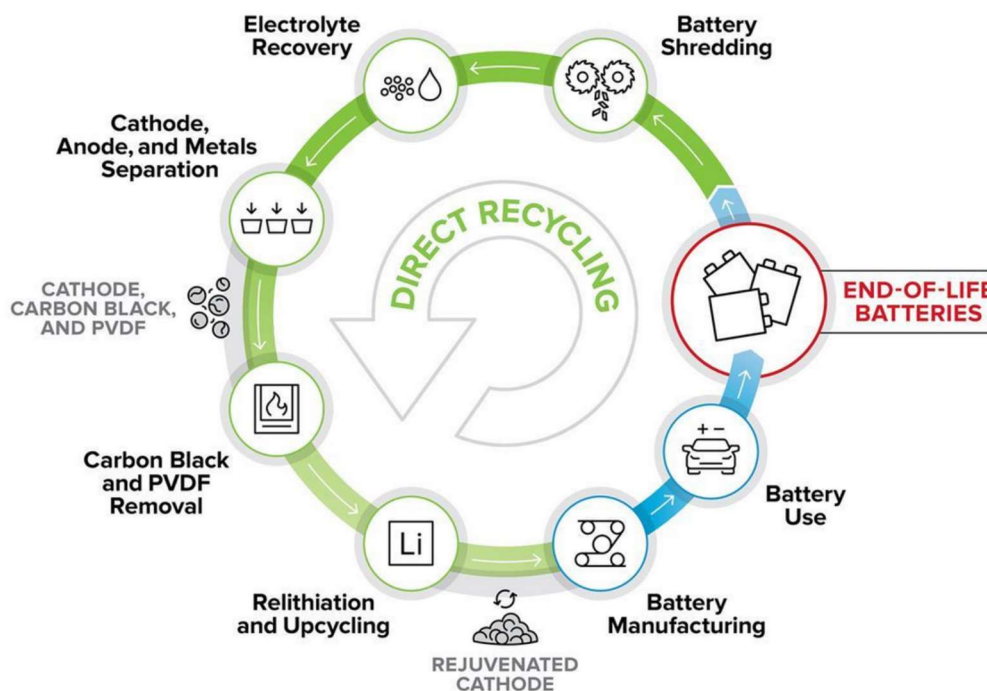 Electrolyte
Recovery
Battery
Shredding
Cathode,
Anode, and Metals
Separation
DIRECT RECYCLING
CATHODE,
CARBON BLACK,
AND PVDF
END-OF-LIFE
BATTERIES
Carbon Black
and PVDF
Removal
+ −
Battery
Use
Li
Relithiation
and Upcycling
Battery
Manufacturing
REJUVENATED
CATHODE